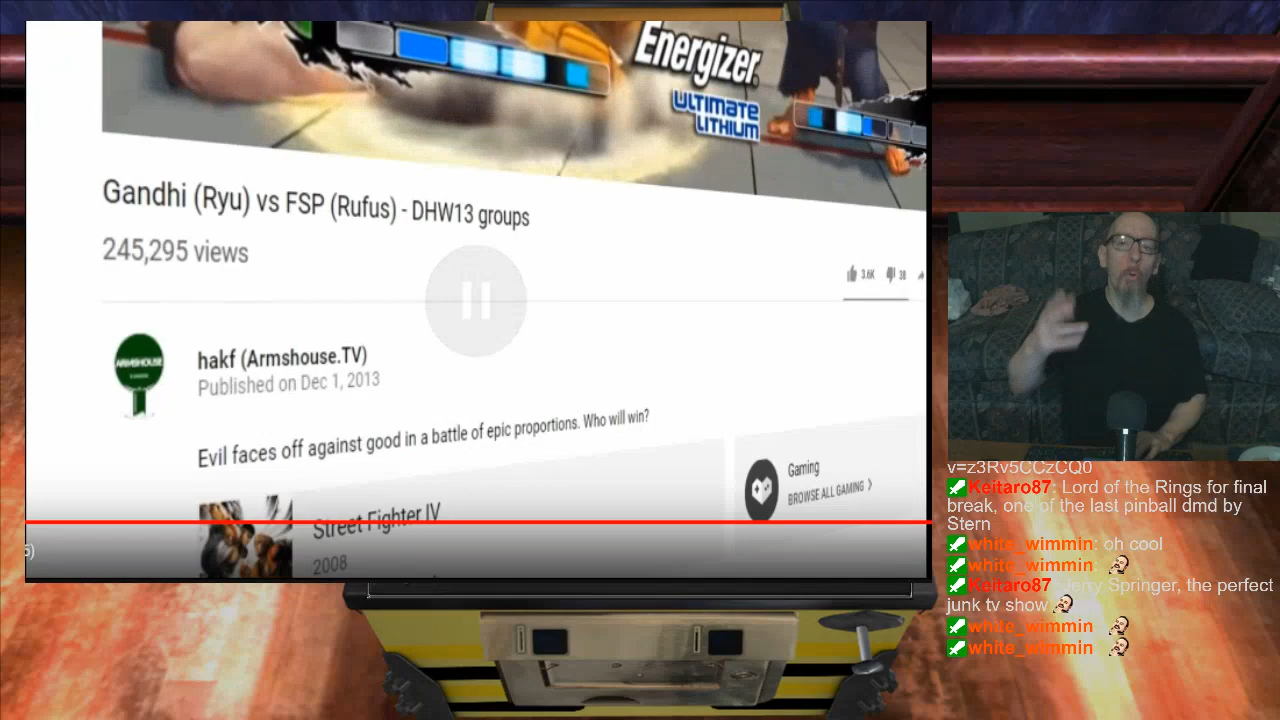 Energizer
ULTIMATE
LITHIUM
Gandhi (Ryu) vs FSP (Rufus) - DHW13 groups
245,295 views
3.6K 38
ARMSHOUSE
hakf (Armshouse.TV)
Published on Dec 1, 2013
Evil faces off against good in a battle of epic proportions. Who will win?
Gaming
BROWSE ALL GAMING >
Street Fighter IV
2008
5)
v=z3Rv5CCzCQ0
Keitaro87: Lord of the Rings for final
break, one of the last pinball dmd by
Stern
white_wimmin: oh cool
white_wimmin:
Keitaro87: Jerry Springer, the perfect
junk tv show
white_wimmin
white_wimmin